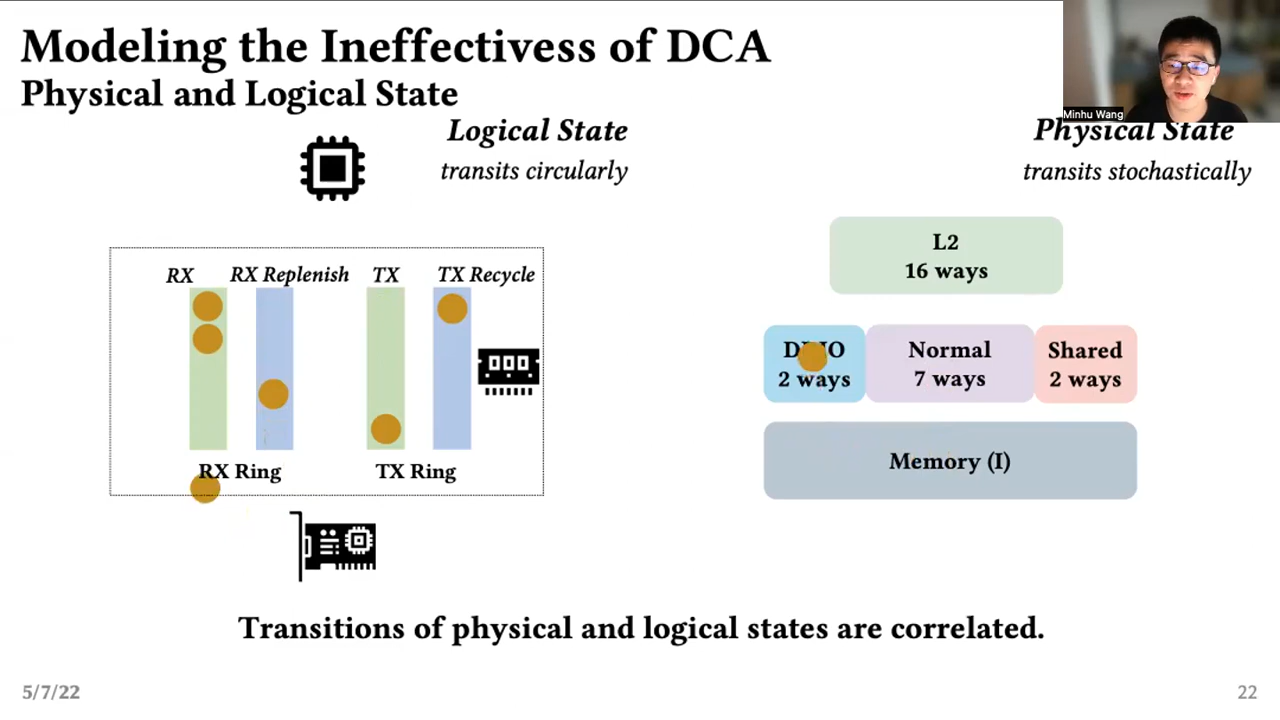 Modeling the Ineffectivess of DCA
Physical and Logical State
Minhu Wang
Logical State
transits circularly
Physical State
transits stochastically
RX
RX Replenish
TX
TX Recycle
RX Ring
TX Ring
L2
16 ways
2 ways
Normal
7 ways
Shared
2 ways
Memory (I)
Transitions of physical and logical states are correlated.
5/7/22
22